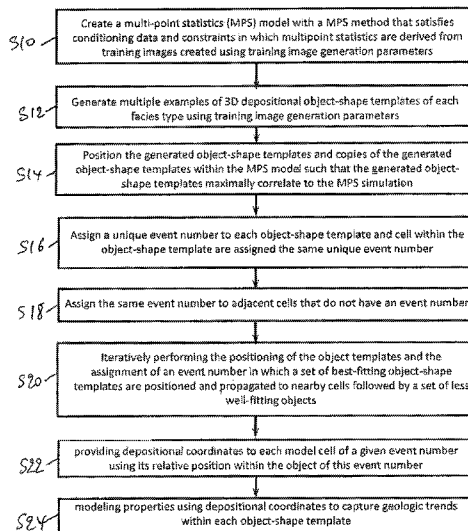 S10
Create a multi-point statistics (MPS) model with a MPS method that satisfies
conditioning data and constraints in which multipoint statistics are derived from
training images created using training image generation parameters
S12
Generate multiple examples of 3D depositional object-shape templates of each
facies type using training image generation parameters
S14
Position the generated object-shape templates and copies of the generated
object-shape templates within the MPS model such that the generated object-
shape templates maximally correlate to the MPS simulation
S16
Assign a unique event number to each object-shape template and cell within the
object-shape template are assigned the same unique event number
S18
Assign the same event number to adjacent cells that do not have an event number
S20
Iteratively performing the positioning of the object templates and the
assignment of an event number in which a set of best-fitting object-shape
templates are positioned and propagated to nearby cells followed by a set of less
well-fitting objects
S22
providing depositional coordinates to each model cell of a given event number
using its relative position within the object of this event number
S24
modeling properties using depositional coordinates to capture geologic trends
within each object-shape template